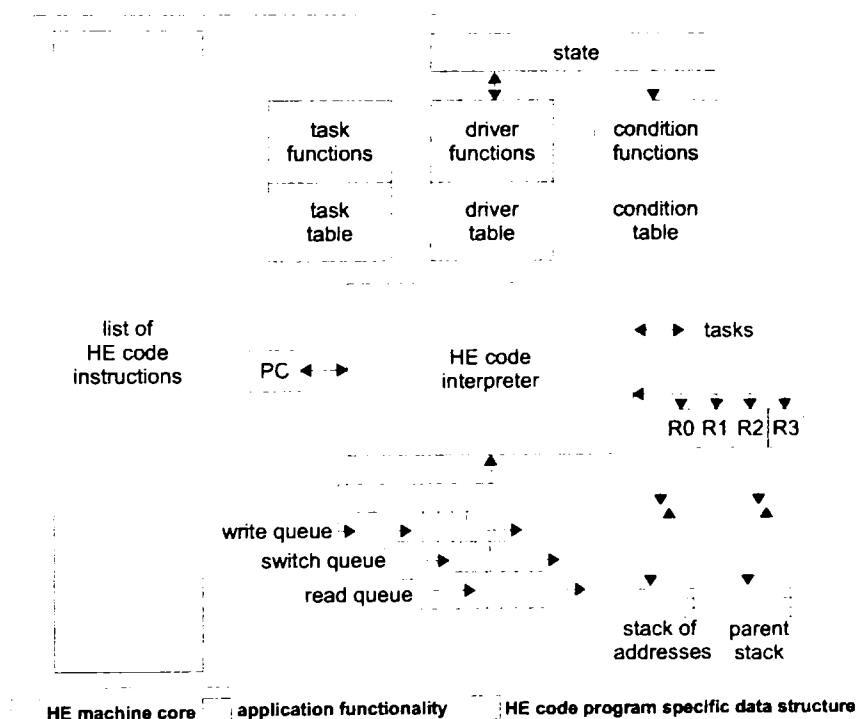 state
task
functions
driver
functions
condition
functions
task
table
driver
table
condition
table
list of
HE code
instructions
PC
HE code
interpreter
tasks
R0 R1 R2 R3
write queue
switch queue
read queue
stack of
addresses
parent
stack
HE machine core
application functionality
HE code program specific data structure